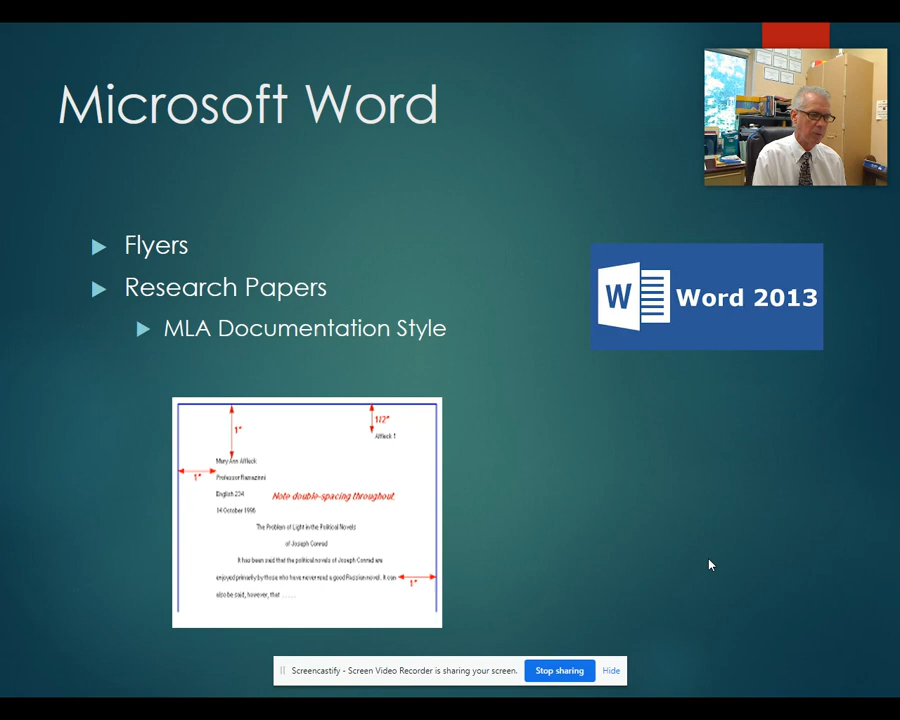 Microsoft Word
Flyers
Research Papers
MLA Documentation Style
W
Word 2013
1"
1/2"
Affleck 1
Mary Ann Affleck
1"
Professor Ramazinni
English 234
Note double-spacing throughout.
14 October 1996
The Problem of Light in the Political Novels
of Joseph Conrad
It has been said that the political novels of Joseph Conrad are
enjoyed primarily by those who have never read a good Russian novel. It can
1"
also be said, however, that ......
Screencastify - Screen Video Recorder is sharing your screen.
Stop sharing
Hide